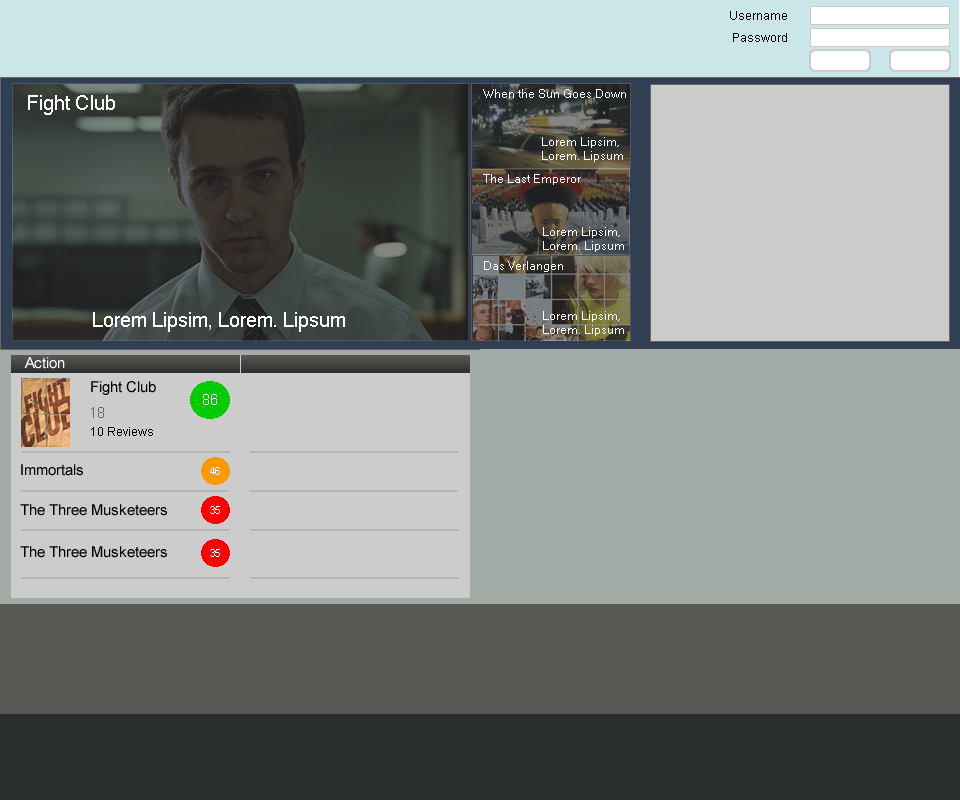 Username
Password
Fight Club
Lorem Lipsim, Lorem. Lipsum
When the Sun Goes Down
Lorem Lipsim,
Lorem. Lipsum
The Last Emperor
Lorem Lipsim,
Lorem. Lipsum
Das Verlangen
Lorem Lipsim,
Lorem. Lipsum
Action
FIGHT
CLUB
Fight Club
86
18
10 Reviews
Immortals
46
The Three Musketeers
35
The Three Musketeers
35